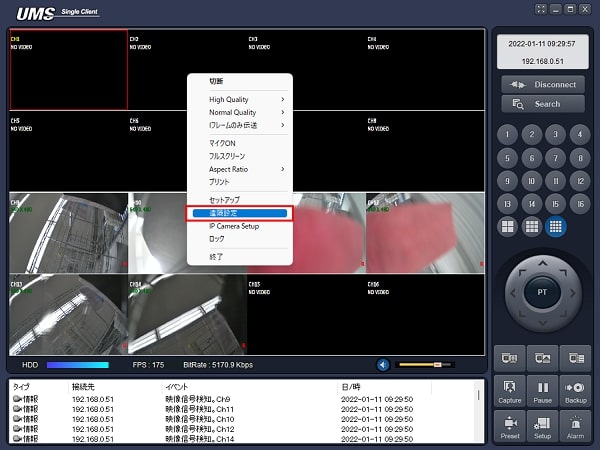 UMS Single Client
2022-01-11 09:29:57
192.168.0.51
Disconnect
Search
1 2 3 4
5 6 7 8
9 10 11 12
13 14 15 16
PT
Capture Pause Backup
Preset Setup Alarm
CH1
NO VIDEO
CH2
NO VIDEO
CH3
NO VIDEO
CH4
NO VIDEO
CH5
NO VIDEO
CH6
NO VIDEO
CH8
NO VIDEO
CH9
CH13
CH14
CH15
NO VIDEO
CH16
NO VIDEO
切断
High Quality
Normal Quality
Iフレームのみ伝送
マイクON
フルスクリーン
Aspect Ratio
プリント
セットアップ
遠隔設定
IP Camera Setup
ロック
終了
HDD FPS : 175 BitRate : 5170.9 Kbps
タイプ 接続先 イベント 日/時
情報 192.168.0.51 映像信号検知。Ch9 2022-01-11 09:29:50
情報 192.168.0.51 映像信号検知。Ch11 2022-01-11 09:29:50
情報 192.168.0.51 映像信号検知。Ch10 2022-01-11 09:29:50
情報 192.168.0.51 映像信号検知。Ch12 2022-01-11 09:29:50
情報 192.168.0.51 映像信号検知。Ch14 2022-01-11 09:29:50